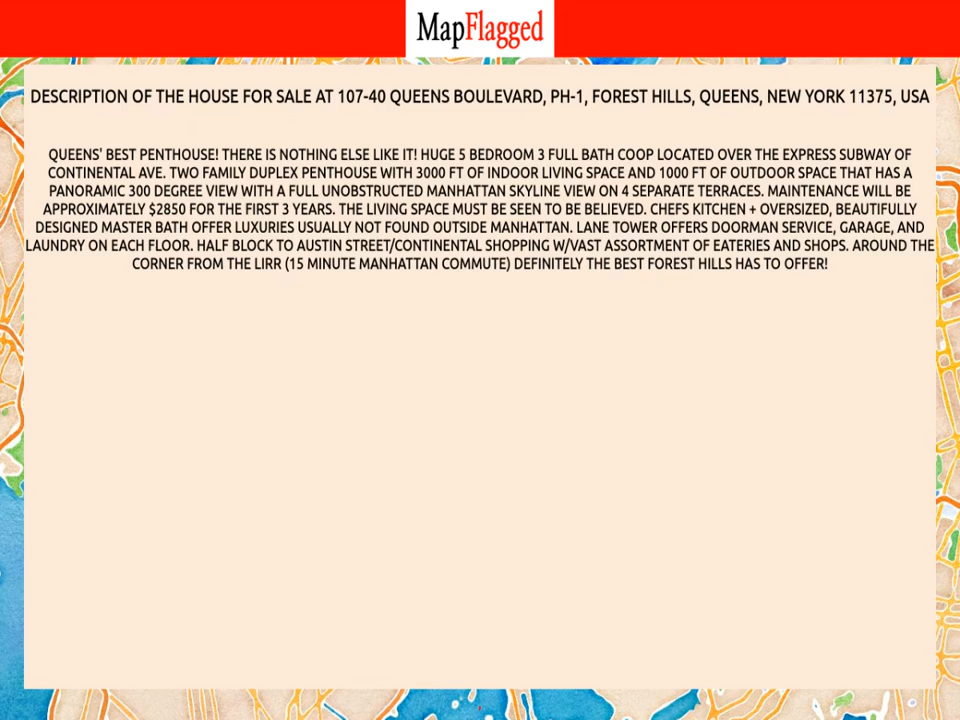 MapFlagged
DESCRIPTION OF THE HOUSE FOR SALE AT 107-40 QUEENS BOULEVARD, PH-1, FOREST HILLS, QUEENS, NEW YORK 11375, USA
QUEENS' BEST PENTHOUSE! THERE IS NOTHING ELSE LIKE IT! HUGE 5 BEDROOM 3 FULL BATH COOP LOCATED OVER THE EXPRESS SUBWAY OF
CONTINENTAL AVE. TWO FAMILY DUPLEX PENTHOUSE WITH 3000 FT OF INDOOR LIVING SPACE AND 1000 FT OF OUTDOOR SPACE THAT HAS A
PANORAMIC 300 DEGREE VIEW WITH A FULL UNOBSTRUCTED MANHATTAN SKYLINE VIEW ON 4 SEPARATE TERRACES. MAINTENANCE WILL BE
APPROXIMATELY $2850 FOR THE FIRST 3 YEARS. THE LIVING SPACE MUST BE SEEN TO BE BELIEVED. CHEFS KITCHEN + OVERSIZED, BEAUTIFULLY
DESIGNED MASTER BATH OFFER LUXURIES USUALLY NOT FOUND OUTSIDE MANHATTAN. LANE TOWER OFFERS DOORMAN SERVICE, GARAGE, AND
LAUNDRY ON EACH FLOOR. HALF BLOCK TO AUSTIN STREET/CONTINENTAL SHOPPING W/VAST ASSORTMENT OF EATERIES AND SHOPS. AROUND THE
CORNER FROM THE LIRR (15 MINUTE MANHATTAN COMMUTE) DEFINITELY THE BEST FOREST HILLS HAS TO OFFER!